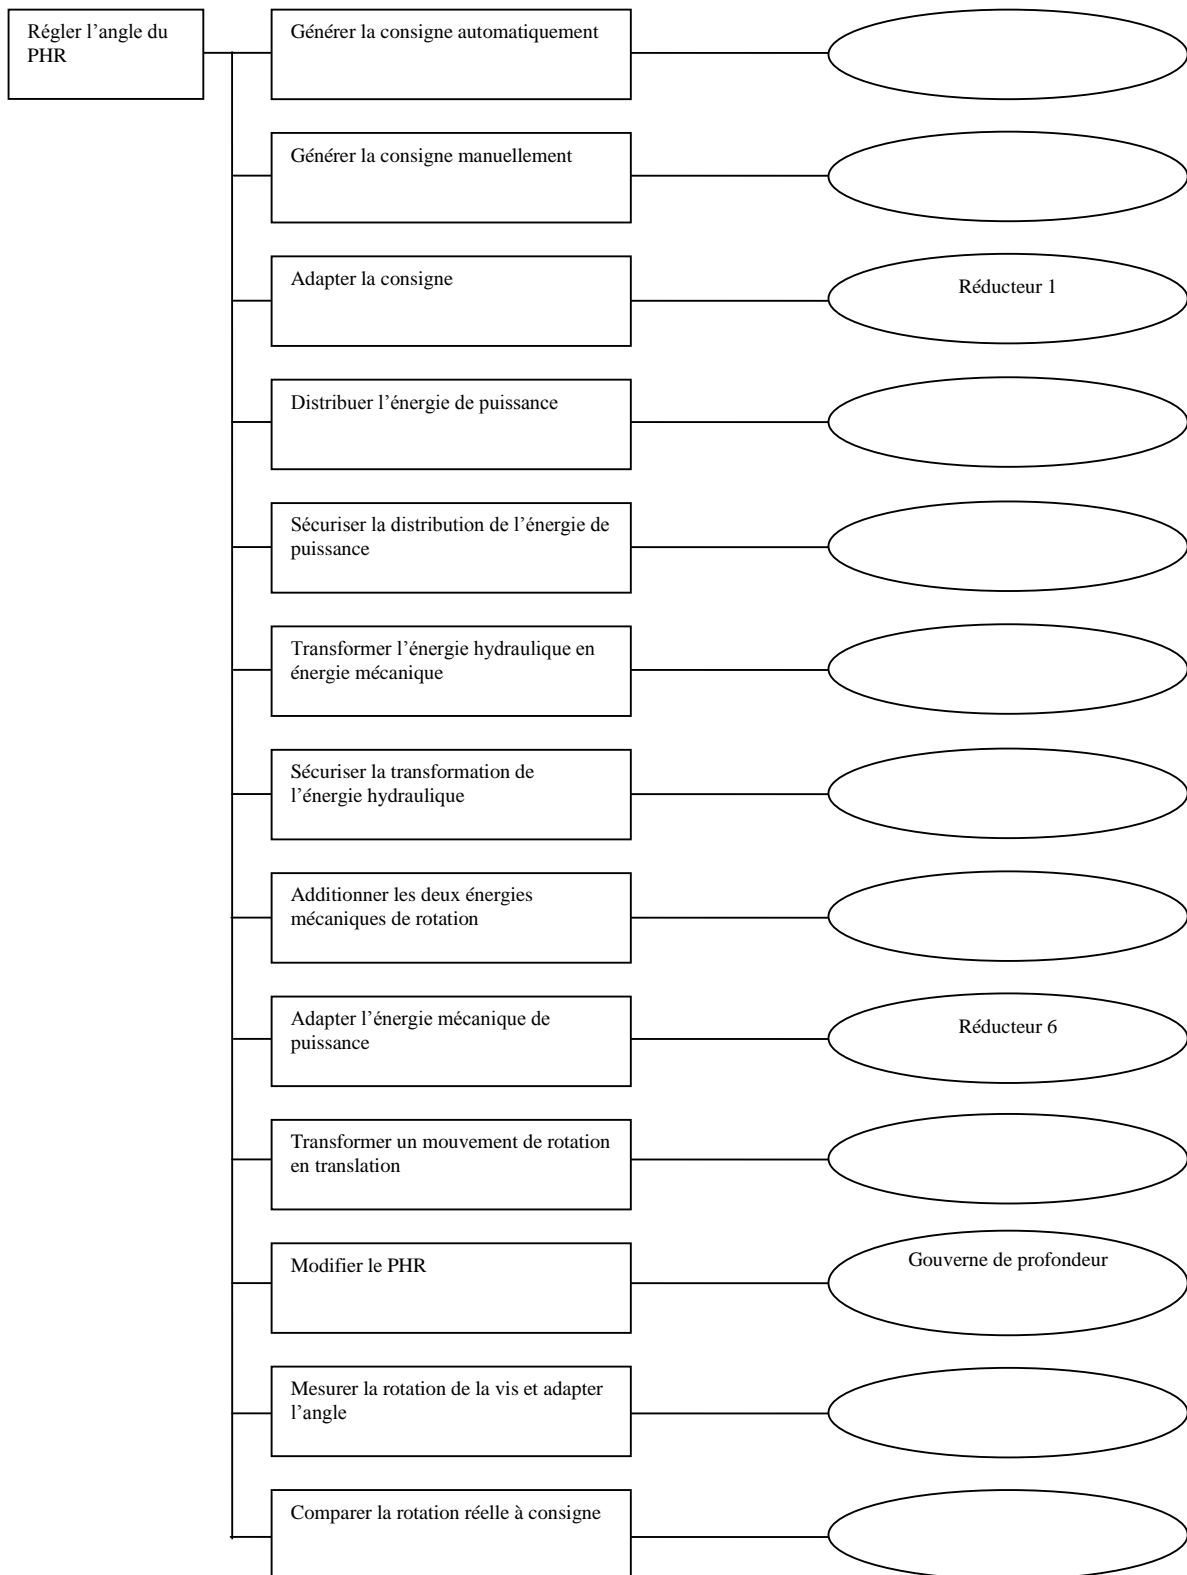 Régler l’angle du
PHR
Générer la consigne automatiquement
Générer la consigne manuellement
Adapter la consigne
Réducteur 1
Distribuer l’énergie de puissance
Sécuriser la distribution de l’énergie de
puissance
Transformer l’énergie hydraulique en
énergie mécanique
Sécuriser la transformation de
l’énergie hydraulique
Additionner les deux énergies
mécaniques de rotation
Adapter l’énergie mécanique de
puissance
Réducteur 6
Transformer un mouvement de rotation
en translation
Modifier le PHR
Gouverne de profondeur
Mesurer la rotation de la vis et adapter
l’angle
Comparer la rotation réelle à consigne